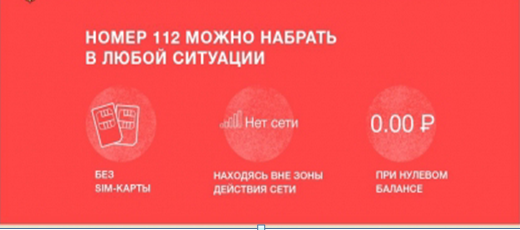 НОМЕР 112 МОЖНО НАБРАТЬ
В ЛЮБОЙ СИТУАЦИИ
Нет сети
0.00 ₽
БЕЗ
SIM-КАРТЫ
НАХОДЯСЬ ВНЕ ЗОНЫ
ДЕЙСТВИЯ СЕТИ
ПРИ НУЛЕВОМ
БАЛАНСЕ